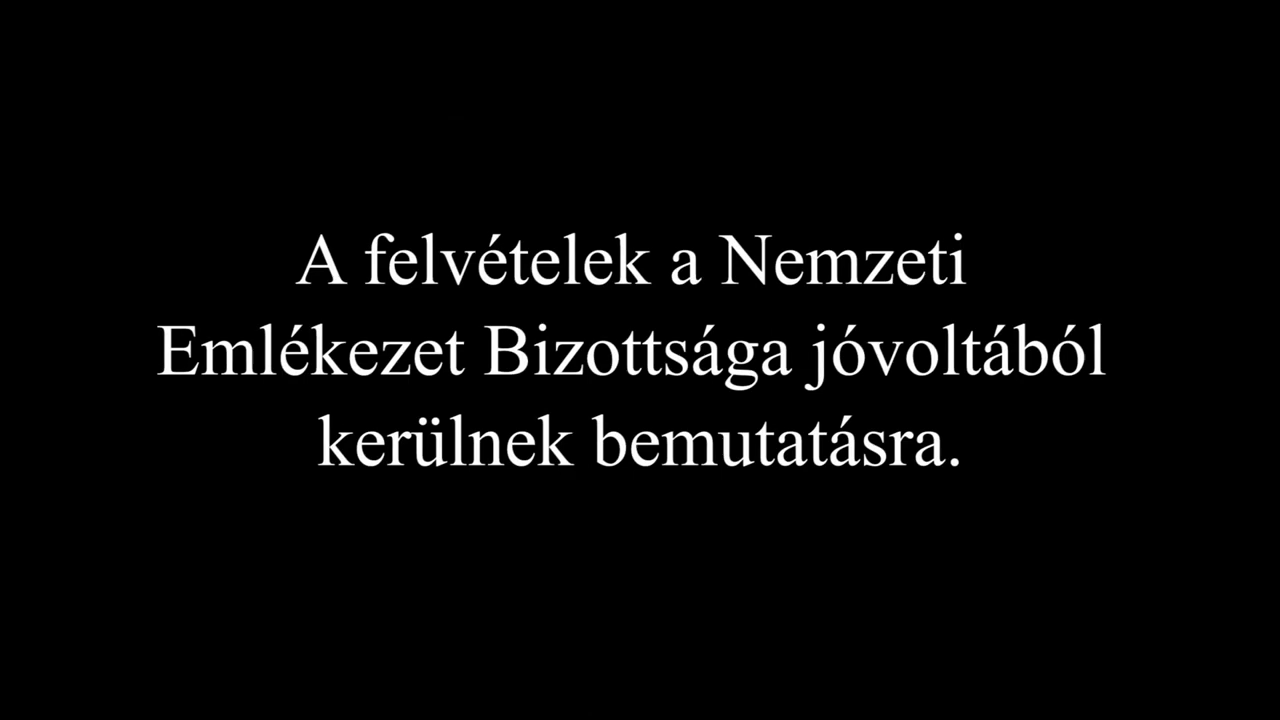 A felvételek a Nemzeti
Emlékezet Bizottsága jóvoltából
kerülnek bemutatásra.